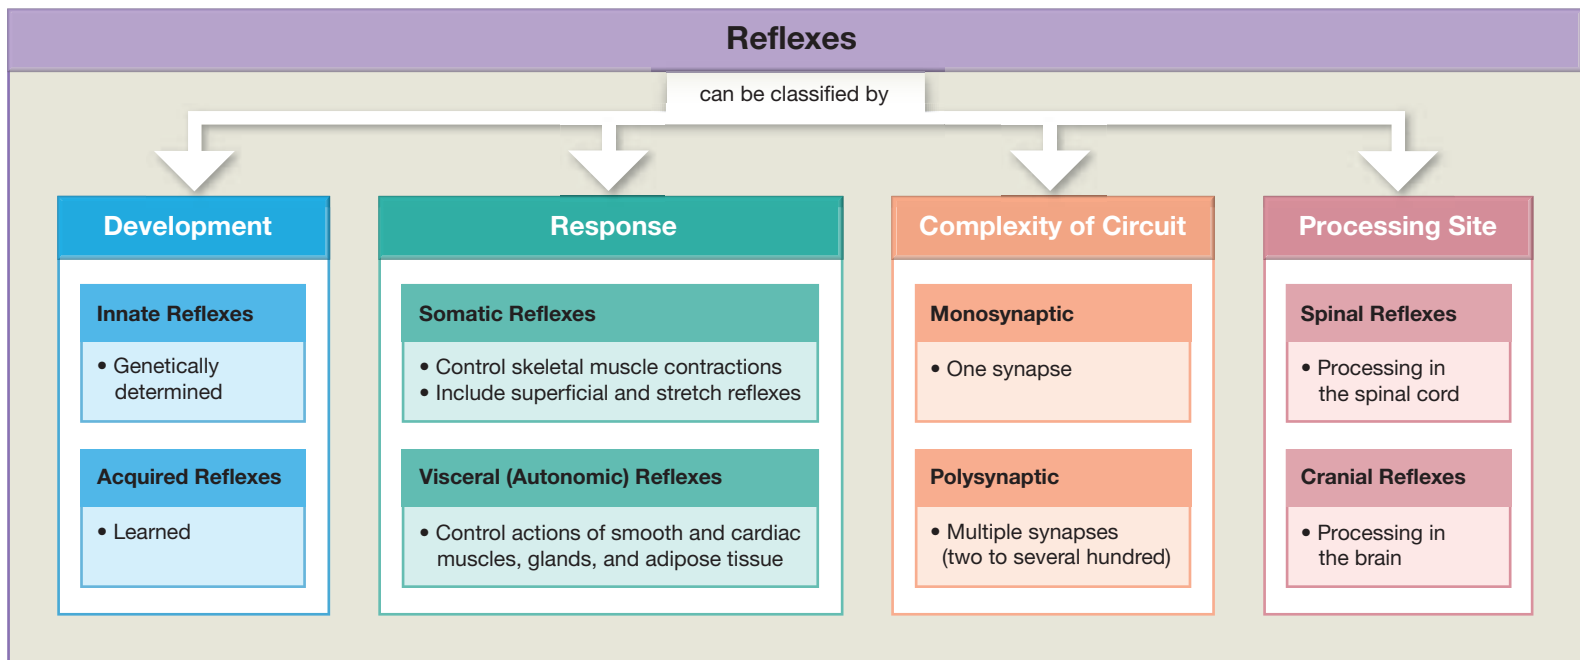 Reflexes
can be classified by
Development
Innate Reflexes
• Genetically
determined
Acquired Reflexes
• Learned
Response
Somatic Reflexes
• Control skeletal muscle contractions
• Include superficial and stretch reflexes
Visceral (Autonomic) Reflexes
• Control actions of smooth and cardiac
muscles, glands, and adipose tissue
Complexity of Circuit
Monosynaptic
• One synapse
Polysynaptic
• Multiple synapses
(two to several hundred)
Processing Site
Spinal Reflexes
• Processing in
the spinal cord
Cranial Reflexes
• Processing in
the brain